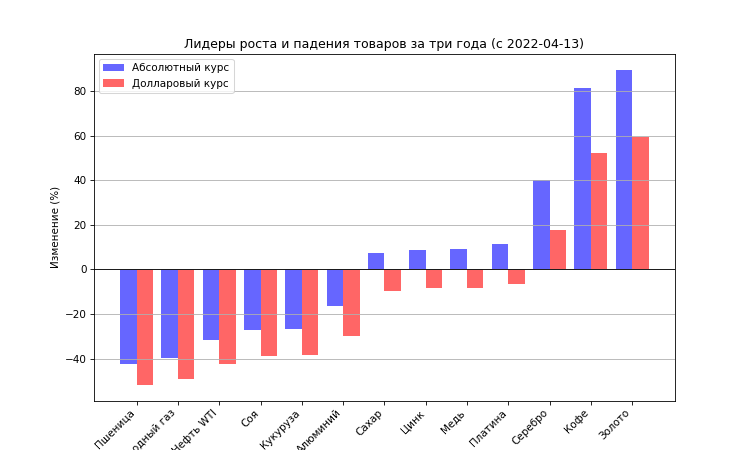 Лидеры роста и падения товаров за три года (с 2022-04-13)
Абсолютный курс
Долларовый курс
Изменение (%)
80
60
40
20
0
−20
−40
Пшеница
газ
Нефть WTI
Соя
Кукуруза
Алюминий
Сахар
Цинк
Медь
Платина
Серебро
Кофе
Золото